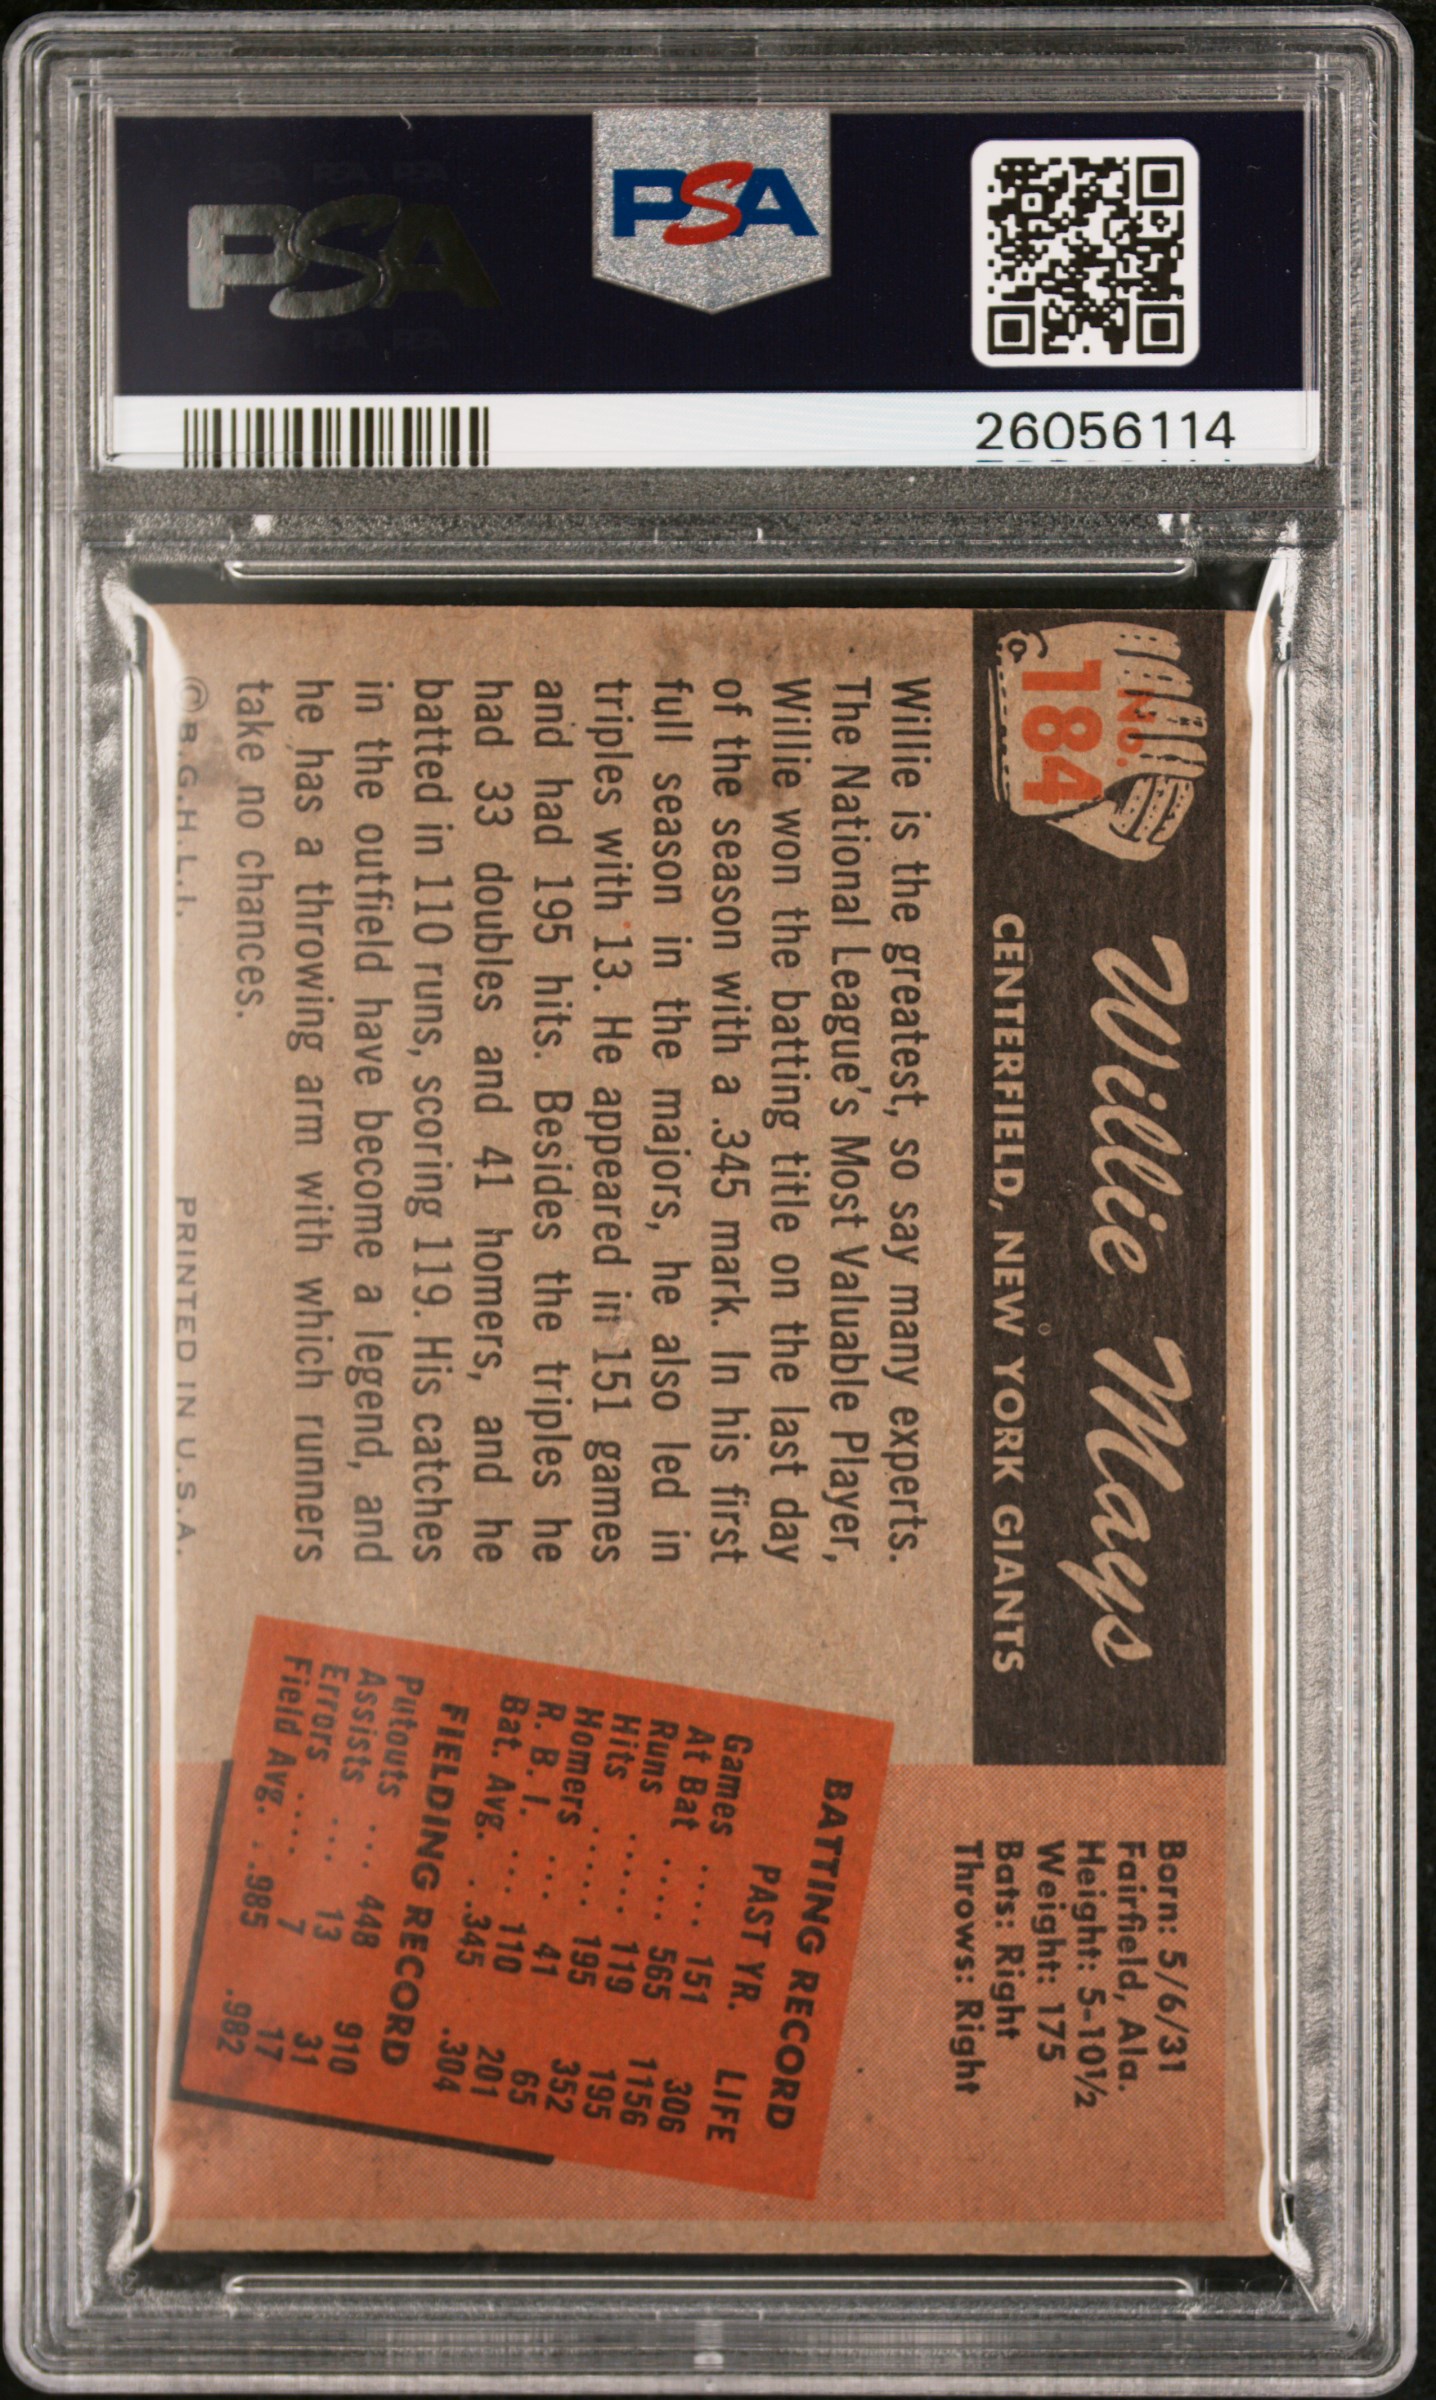 PSA
PSA PSA PSA
PSA
PSA PSA PSA
26056114
No.
184
Willie Mays
CENTERFIELD, NEW YORK GIANTS
Willie is the greatest, so say many experts.
The National League's Most Valuable Player,
Willie won the batting title on the last day
of the season with a .345 mark. In his first
full season in the majors, he also led in
triples with 13. He appeared in 151 games
and had 195 hits. Besides the triples he
had 33 doubles and 41 homers, and he
batted in 110 runs, scoring 119. His catches
in the outfield have become a legend, and
he has a throwing arm with which runners
take no chances.
© B.G.H.L.I. PRINTED IN U.S.A.
Born: 5/6/31
Fairfield, Ala.
Height: 5-10½
Weight: 175
Bats: Right
Throws: Right
BATTING RECORD
PAST YR. LIFE
Games .... 151 306
At Bat .... 565 1156
Runs ..... 119 195
Hits ..... 195 352
Homers ... 41 65
R. B. I. ... 110 201
Bat. Avg. . .345 .304
FIELDING RECORD
Putouts ... 448 910
Assists ... 13 31
Errors .... 7 17
Field Avg. . .985 .982